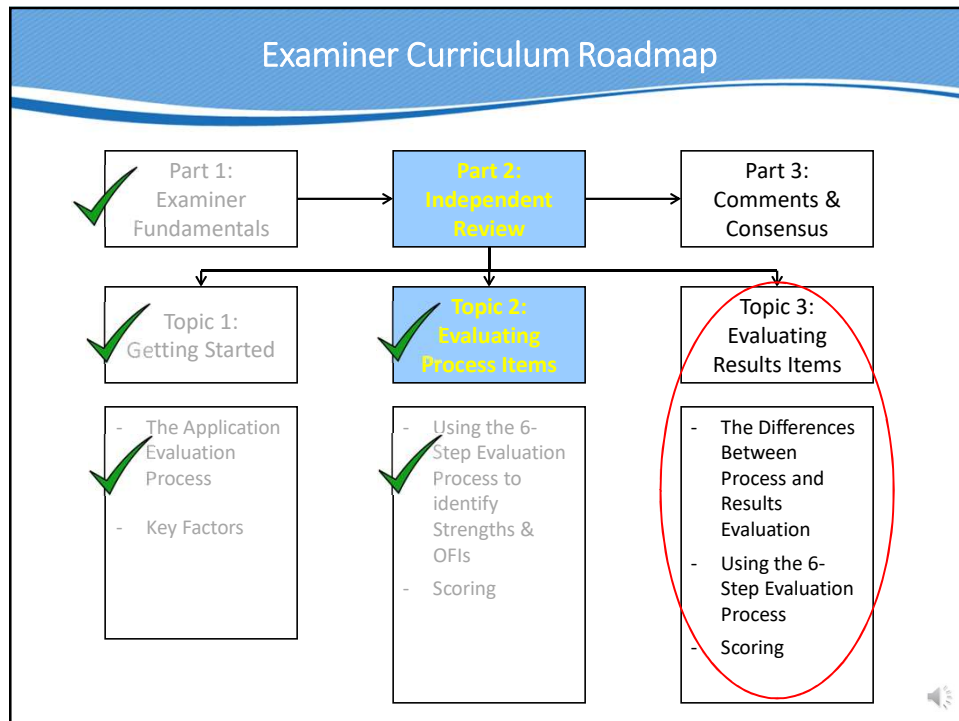 Examiner Curriculum Roadmap
Part 1:
Examiner
Fundamentals
Part 2:
Independent
Review
Part 3:
Comments &
Consensus
Topic 1:
Getting Started
Topic 2:
Evaluating
Process Items
Topic 3:
Evaluating
Results Items
- The Application
Evaluation
Process
- Key Factors
- Using the 6-
Step Evaluation
Process to
identify
Strengths &
OFIs
- Scoring
- The Differences
Between
Process and
Results
Evaluation
- Using the 6-
Step Evaluation
Process
- Scoring